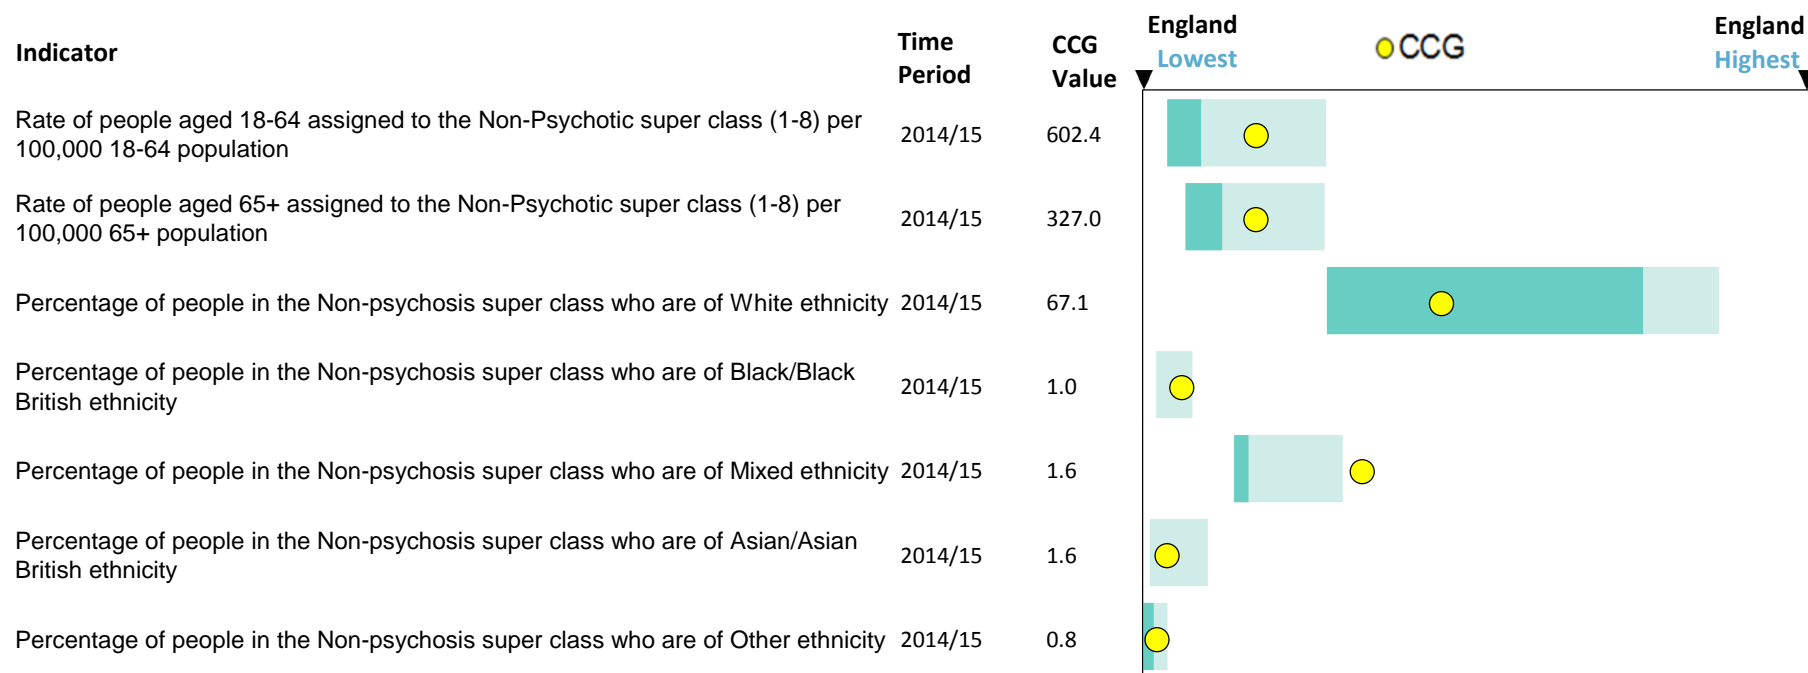 Indicator
Time
Period
CCG
Value
England
Lowest
CCG
England
Highest
Rate of people aged 18-64 assigned to the Non-Psychotic super class (1-8) per
100,000 18-64 population
2014/15
602.4
Rate of people aged 65+ assigned to the Non-Psychotic super class (1-8) per
100,000 65+ population
2014/15
327.0
Percentage of people in the Non-psychosis super class who are of White ethnicity
2014/15
67.1
Percentage of people in the Non-psychosis super class who are of Black/Black
British ethnicity
2014/15
1.0
Percentage of people in the Non-psychosis super class who are of Mixed ethnicity
2014/15
1.6
Percentage of people in the Non-psychosis super class who are of Asian/Asian
British ethnicity
2014/15
1.6
Percentage of people in the Non-psychosis super class who are of Other ethnicity
2014/15
0.8